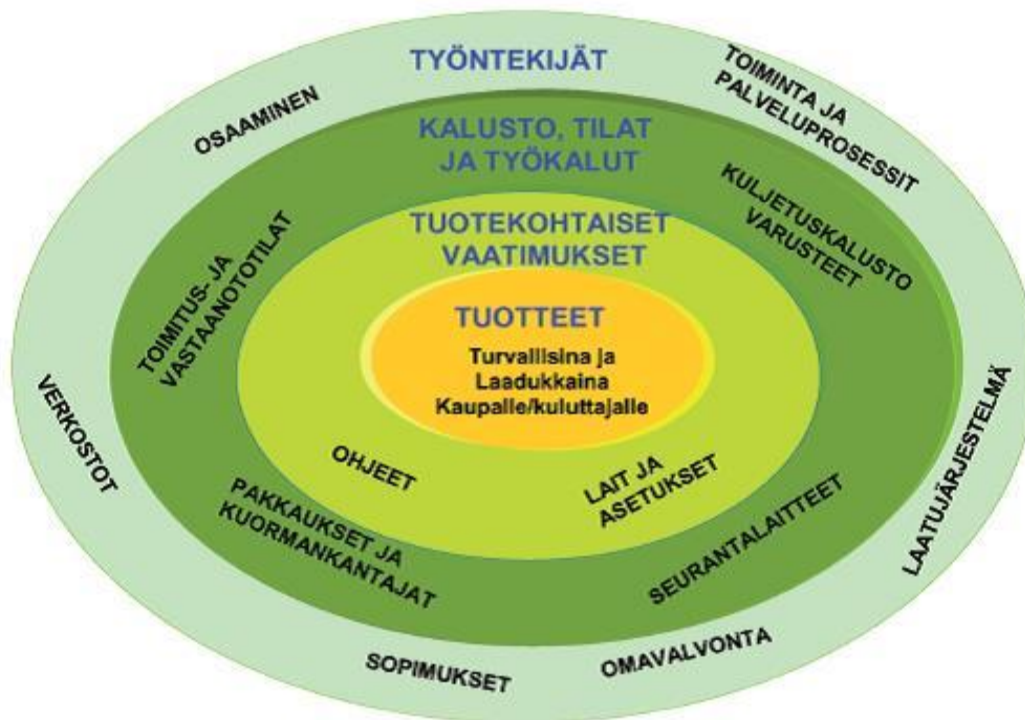 TYÖNTEKIJÄT
OSAAMINEN
TOIMINTA JA
PALVELUPROSESSIT
KALUSTO, TILAT
JA TYÖKALUT
KULJETUSKALUSTO
VARUSTEET
TOIMITUS- JA
VASTAANOTOTILAT
TUOTEKOHTAISET
VAATIMUKSET
TUOTTEET
Turvallisina ja
Laadukkaina
Kaupalle/kuluttajalle
VERKOSTOT
OHJEET
LAIT JA
ASETUKSET
LAATUJÄRJESTELMÄ
PAKKAUKSET JA
KUORMANKANTAJAT
SEURANTALAITTEET
SOPIMUKSET
OMAVALVONTA